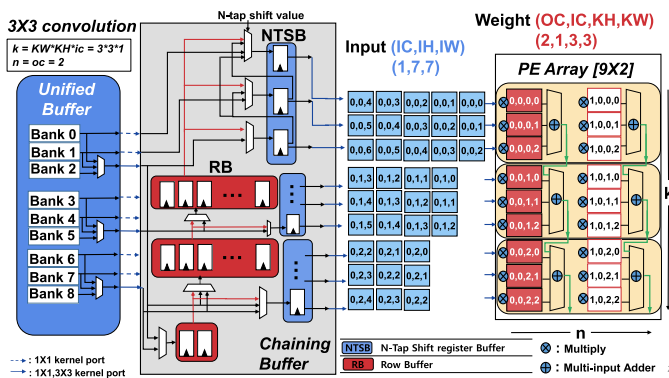 3X3 convolution
k = KW*KH*ic = 3*3*1
n = oc = 2
Unified
Buffer
Bank 0
Bank 1
Bank 2
Bank 3
Bank 4
Bank 5
Bank 6
Bank 7
Bank 8
: 1X1 kernel port
: 1X1,3X3 kernel port
N-tap shift value
NTSB
RB
Chaining
Buffer
Input (IC,IH,IW)
(1,7,7)
0,0,4 0,0,3 0,0,2 0,0,1 0,0,0
0,0,5 0,0,4 0,0,3 0,0,2 0,0,1
0,0,6 0,0,5 0,0,4 0,0,3 0,0,2
0,1,3 0,1,2 0,1,1 0,1,0
0,1,4 0,1,3 0,1,2 0,1,1
0,1,5 0,1,4 0,1,3 0,1,2
0,2,2 0,2,1 0,2,0
0,2,3 0,2,2 0,2,1
0,2,4 0,2,3 0,2,2
Weight (OC,IC,KH,KW)
(2,1,3,3)
PE Array [9X2]
0,0,0,0 1,0,0,0
0,0,0,1 1,0,0,1
0,0,0,2 1,0,0,2
0,0,1,0 1,0,1,0
0,0,1,1 1,0,1,1
0,0,1,2 1,0,1,2
0,0,2,0 1,0,2,0
0,0,2,1 1,0,2,1
0,0,2,2 1,0,2,2
k
n
NTSB N-Tap Shift register Buffer
RB Row Buffer
: Multiply
: Multi-input Adder